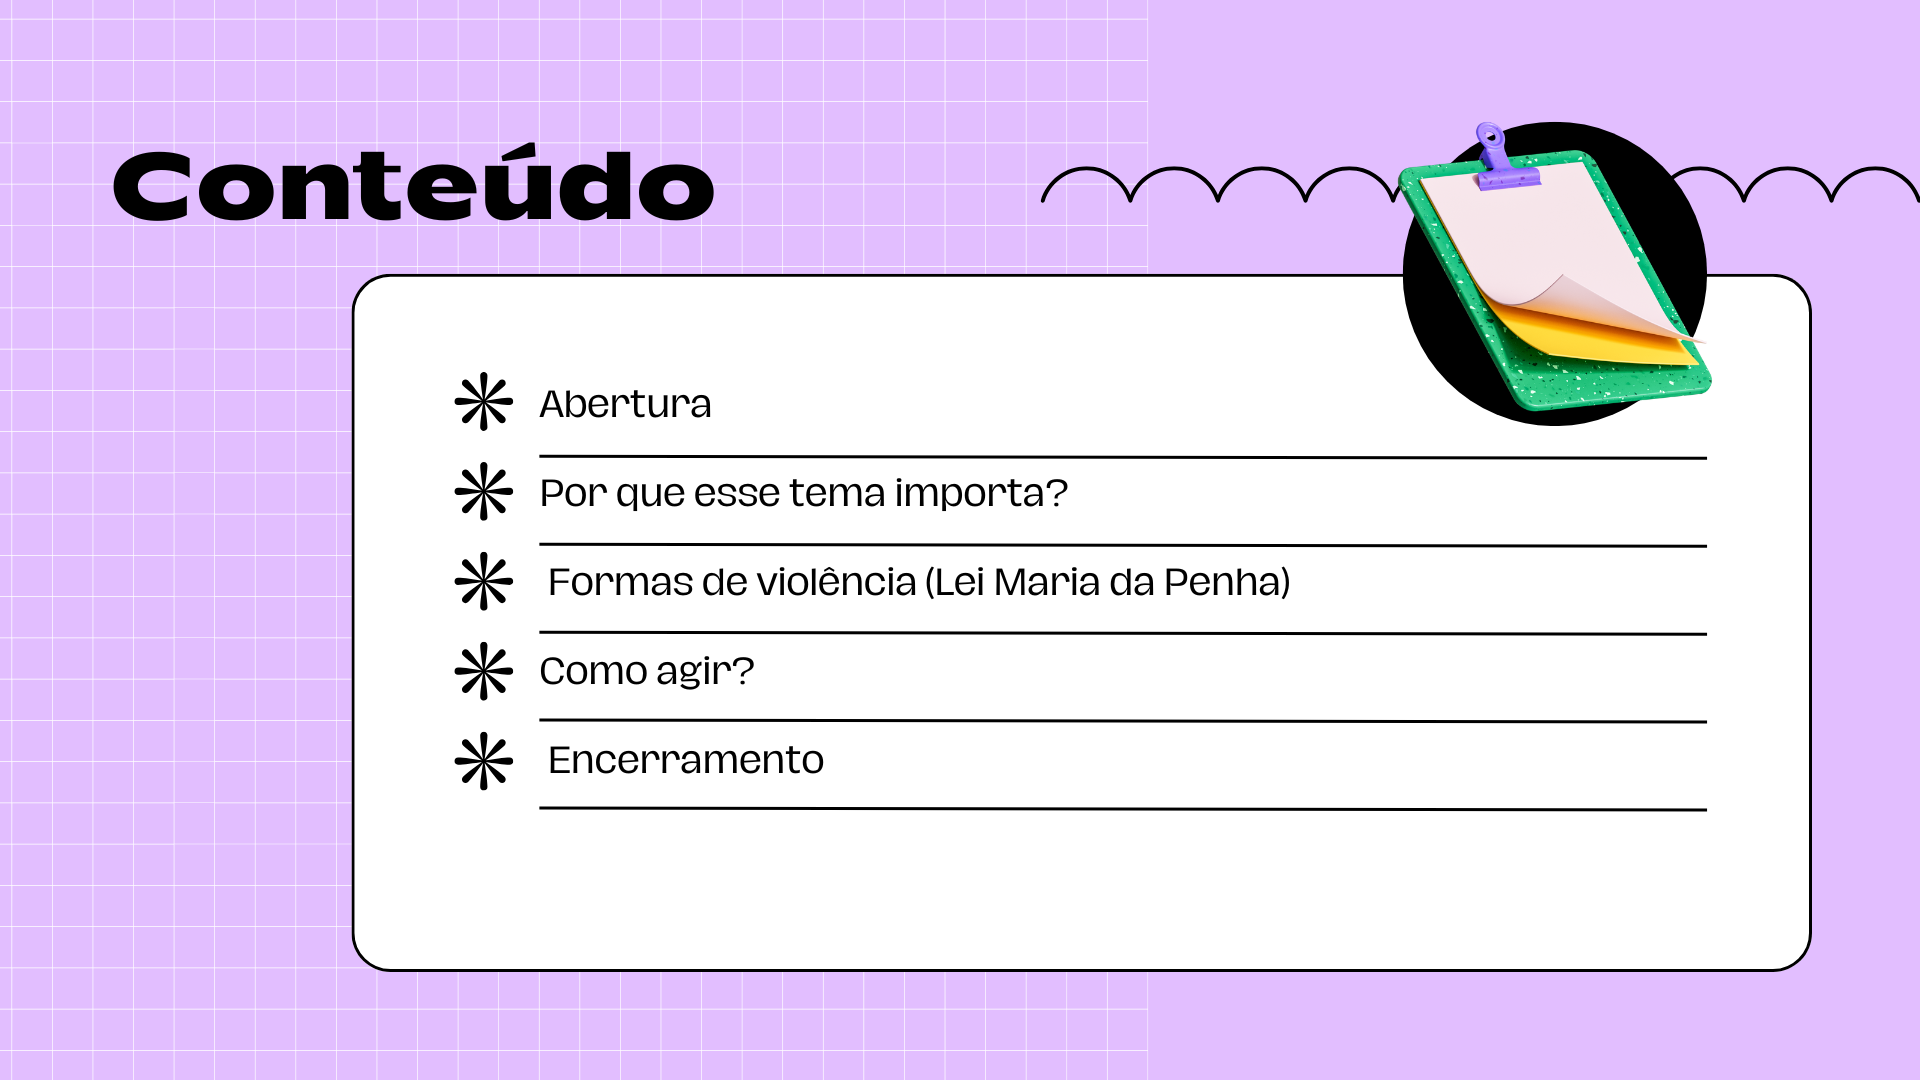 Conteúdo
Abertura
Por que esse tema importa?
Formas de violência (Lei Maria da Penha)
Como agir?
Encerramento